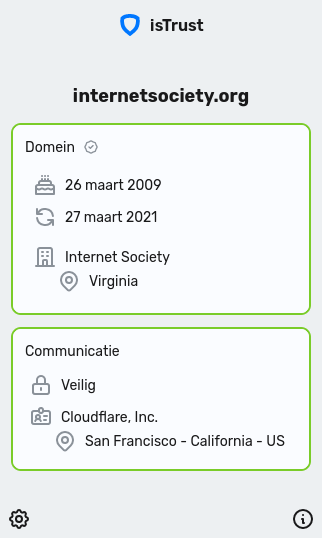 isTrust
internetsociety.org
Domein
26 maart 2009
27 maart 2021
Internet Society
Virginia
Communicatie
Veilig
Cloudflare, Inc.
San Francisco - California - US